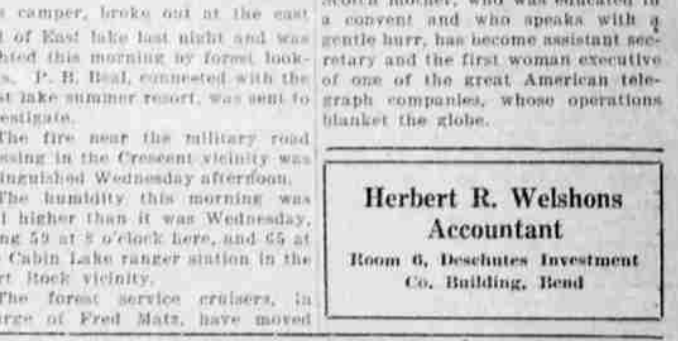 camper, broke out at the east
of East lake last night and was
this morning by forest look-
P. B. Beal, connected with the
lake summer resort, was sent to
The fire near the military road
in the Crescent vicinity was
Wednesday afternoon.
The humidity this morning was
higher than it was Wednesday,
59 at 8 o'clock here, and 65 at
Cabin Lake ranger station in the
Rock vicinity.
The forest service cruisers, in
of Fred Matz, have moved
Scotch mother, who was educated in
a convent and who speaks with a
gentle burr, has become assistant sec-
retary and the first woman executive
of one of the great American tele-
graph companies, whose operations
blanket the globe.
Herbert R. Welshons
Accountant
Room 6, Deschutes Investment
Co. Building, Bend